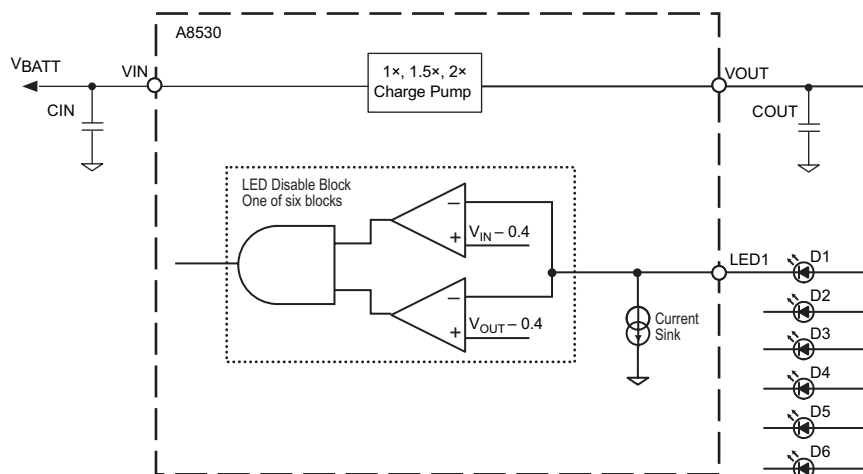 A8530
VBATT
VIN
1×, 1.5×, 2×
Charge Pump
VOUT
CIN
COUT
LED Disable Block
One of six blocks
–
+
VIN – 0.4
–
+
VOUT – 0.4
LED1
Current
Sink
D1
D2
D3
D4
D5
D6